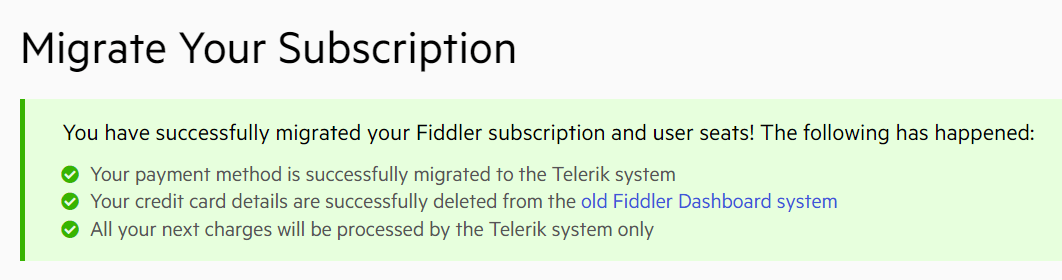 Migrate Your Subscription
You have successfully migrated your Fiddler subscription and user seats! The following has happened:
Your payment method is successfully migrated to the Telerik system
Your credit card details are successfully deleted from the old Fiddler Dashboard system
All your next charges will be processed by the Telerik system only